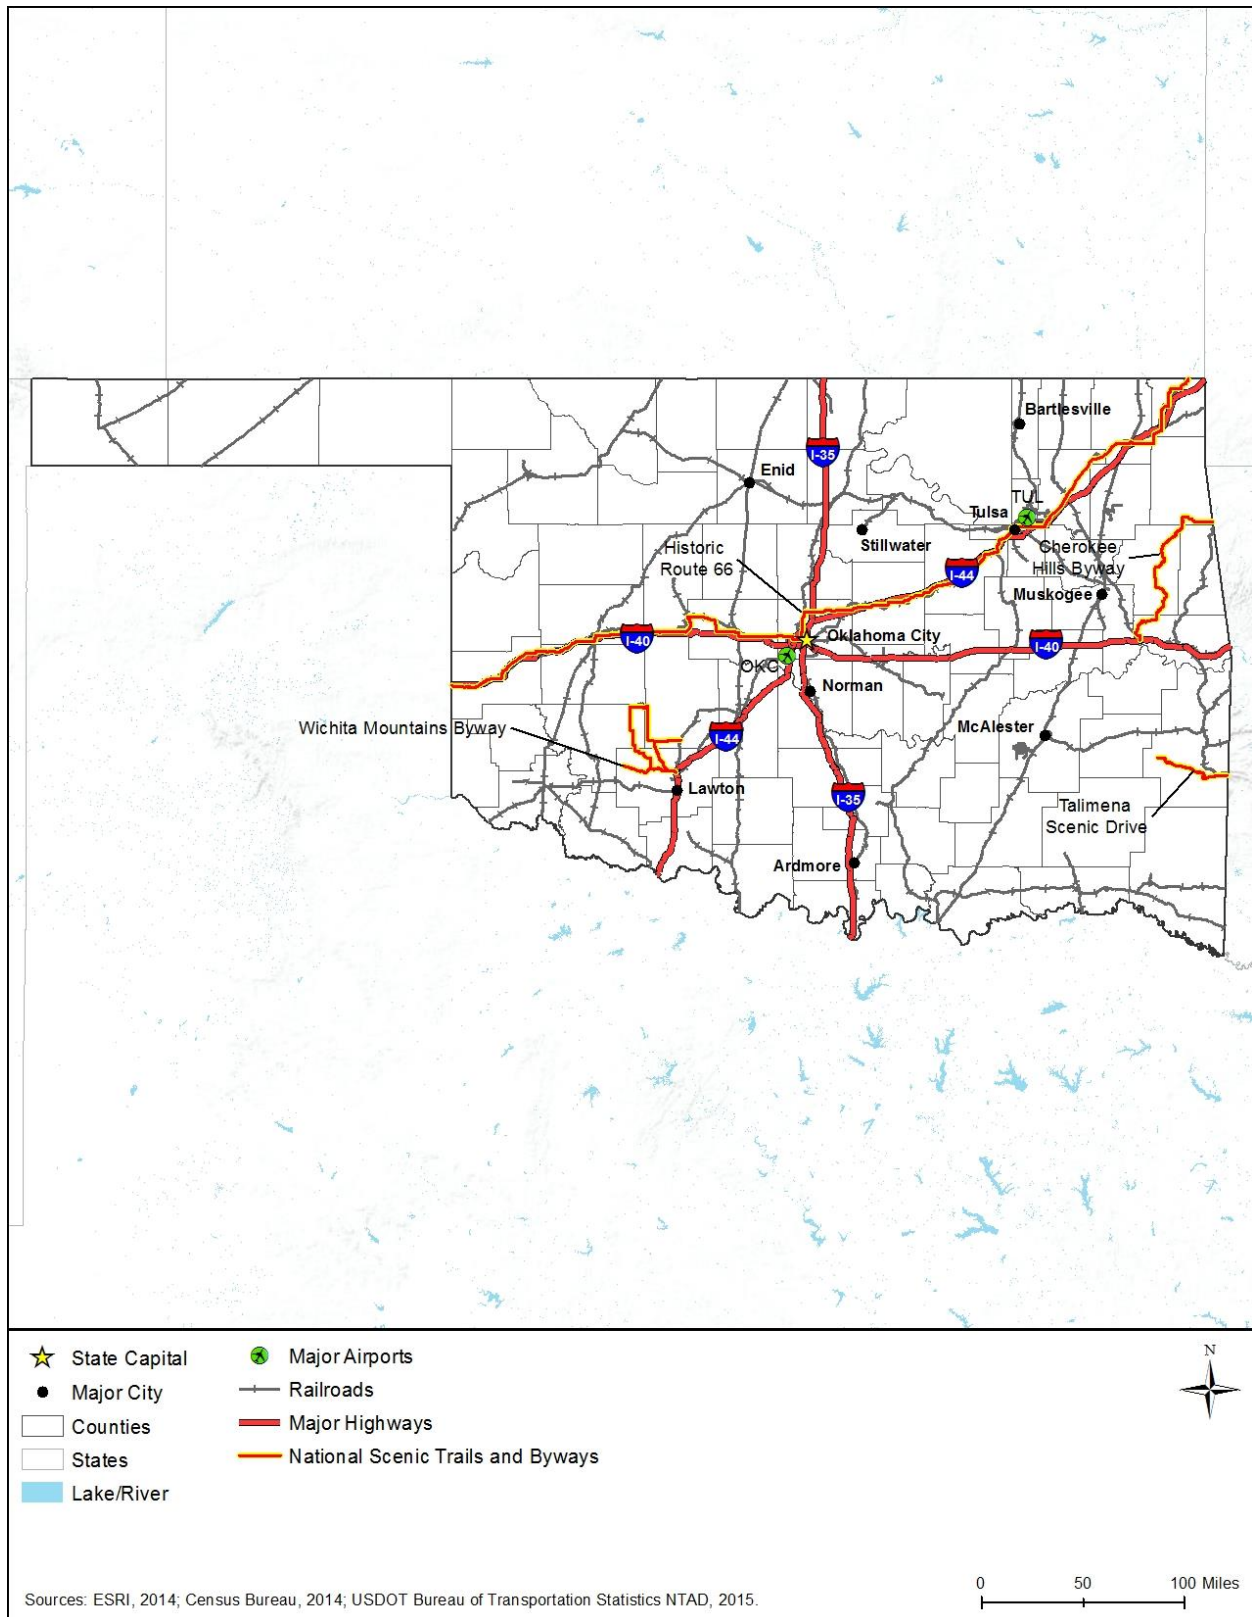 Bartlesville
I-35
Enid
TUL
Tulsa
Stillwater
Historic
Route 66
Cherokee
Hills Byway
I-44
Muskogee
Oklahoma City
I-40
I-40
OKC
Norman
Wichita Mountains Byway
I-44
McAlester
Lawton
I-35
Talimena
Scenic Drive
Ardmore
State Capital
Major City
Counties
States
Lake/River
Major Airports
Railroads
Major Highways
National Scenic Trails and Byways
N
0 50 100 Miles
Sources: ESRI, 2014; Census Bureau, 2014; USDOT Bureau of Transportation Statistics NTAD, 2015.